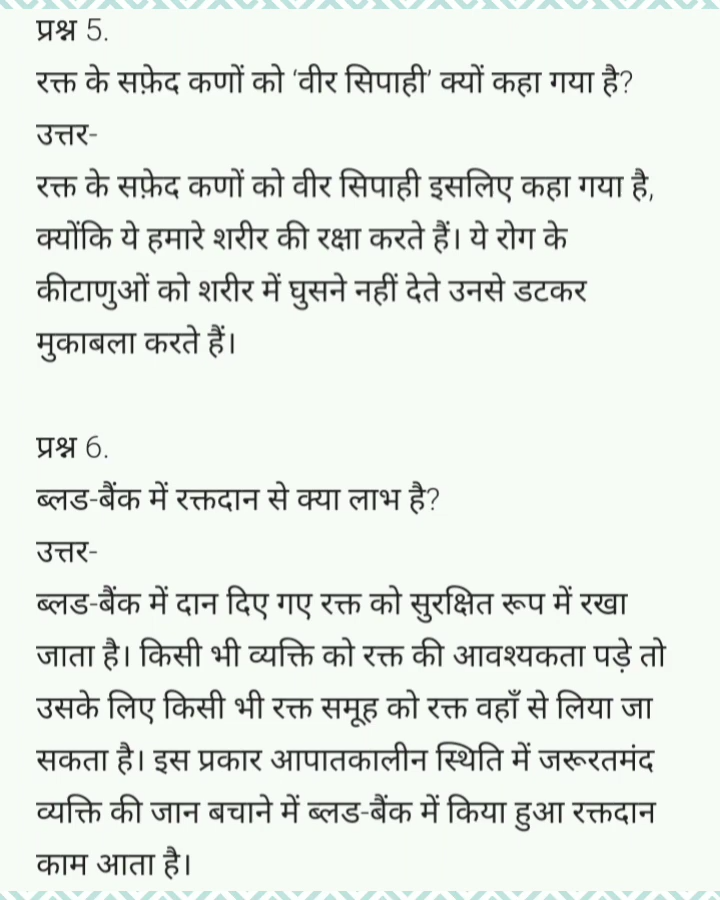 प्रश्न 5.
रक्त के सफ़ेद कणों को 'वीर सिपाही' क्यों कहा गया है?
उत्तर-
रक्त के सफ़ेद कणों को वीर सिपाही इसलिए कहा गया है,
क्योंकि ये हमारे शरीर की रक्षा करते हैं। ये रोग के
कीटाणुओं को शरीर में घुसने नहीं देते उनसे डटकर
मुकाबला करते हैं।
प्रश्न 6.
ब्लड-बैंक में रक्तदान से क्या लाभ है?
उत्तर-
ब्लड-बैंक में दान दिए गए रक्त को सुरक्षित रूप में रखा
जाता है। किसी भी व्यक्ति को रक्त की आवश्यकता पड़े तो
उसके लिए किसी भी रक्त समूह को रक्त वहाँ से लिया जा
सकता है। इस प्रकार आपातकालीन स्थिति में जरूरतमंद
व्यक्ति की जान बचाने में ब्लड-बैंक में किया हुआ रक्तदान
काम आता है।